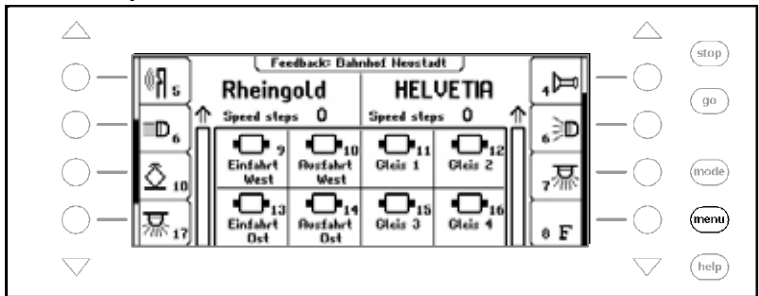 Feedback: Bahnhof Neustadt
Rheingold HELVETIA
Speed steps 0 Speed steps 0
5
6
10
17
9 10 11 12
Einfahrt West
Ausfahrt West
Gleis 1
Gleis 2
13 14 15 16
Einfahrt Ost
Ausfahrt Ost
Gleis 3
Gleis 4
4
6
7
8 F
stop
go
mode
menu
help